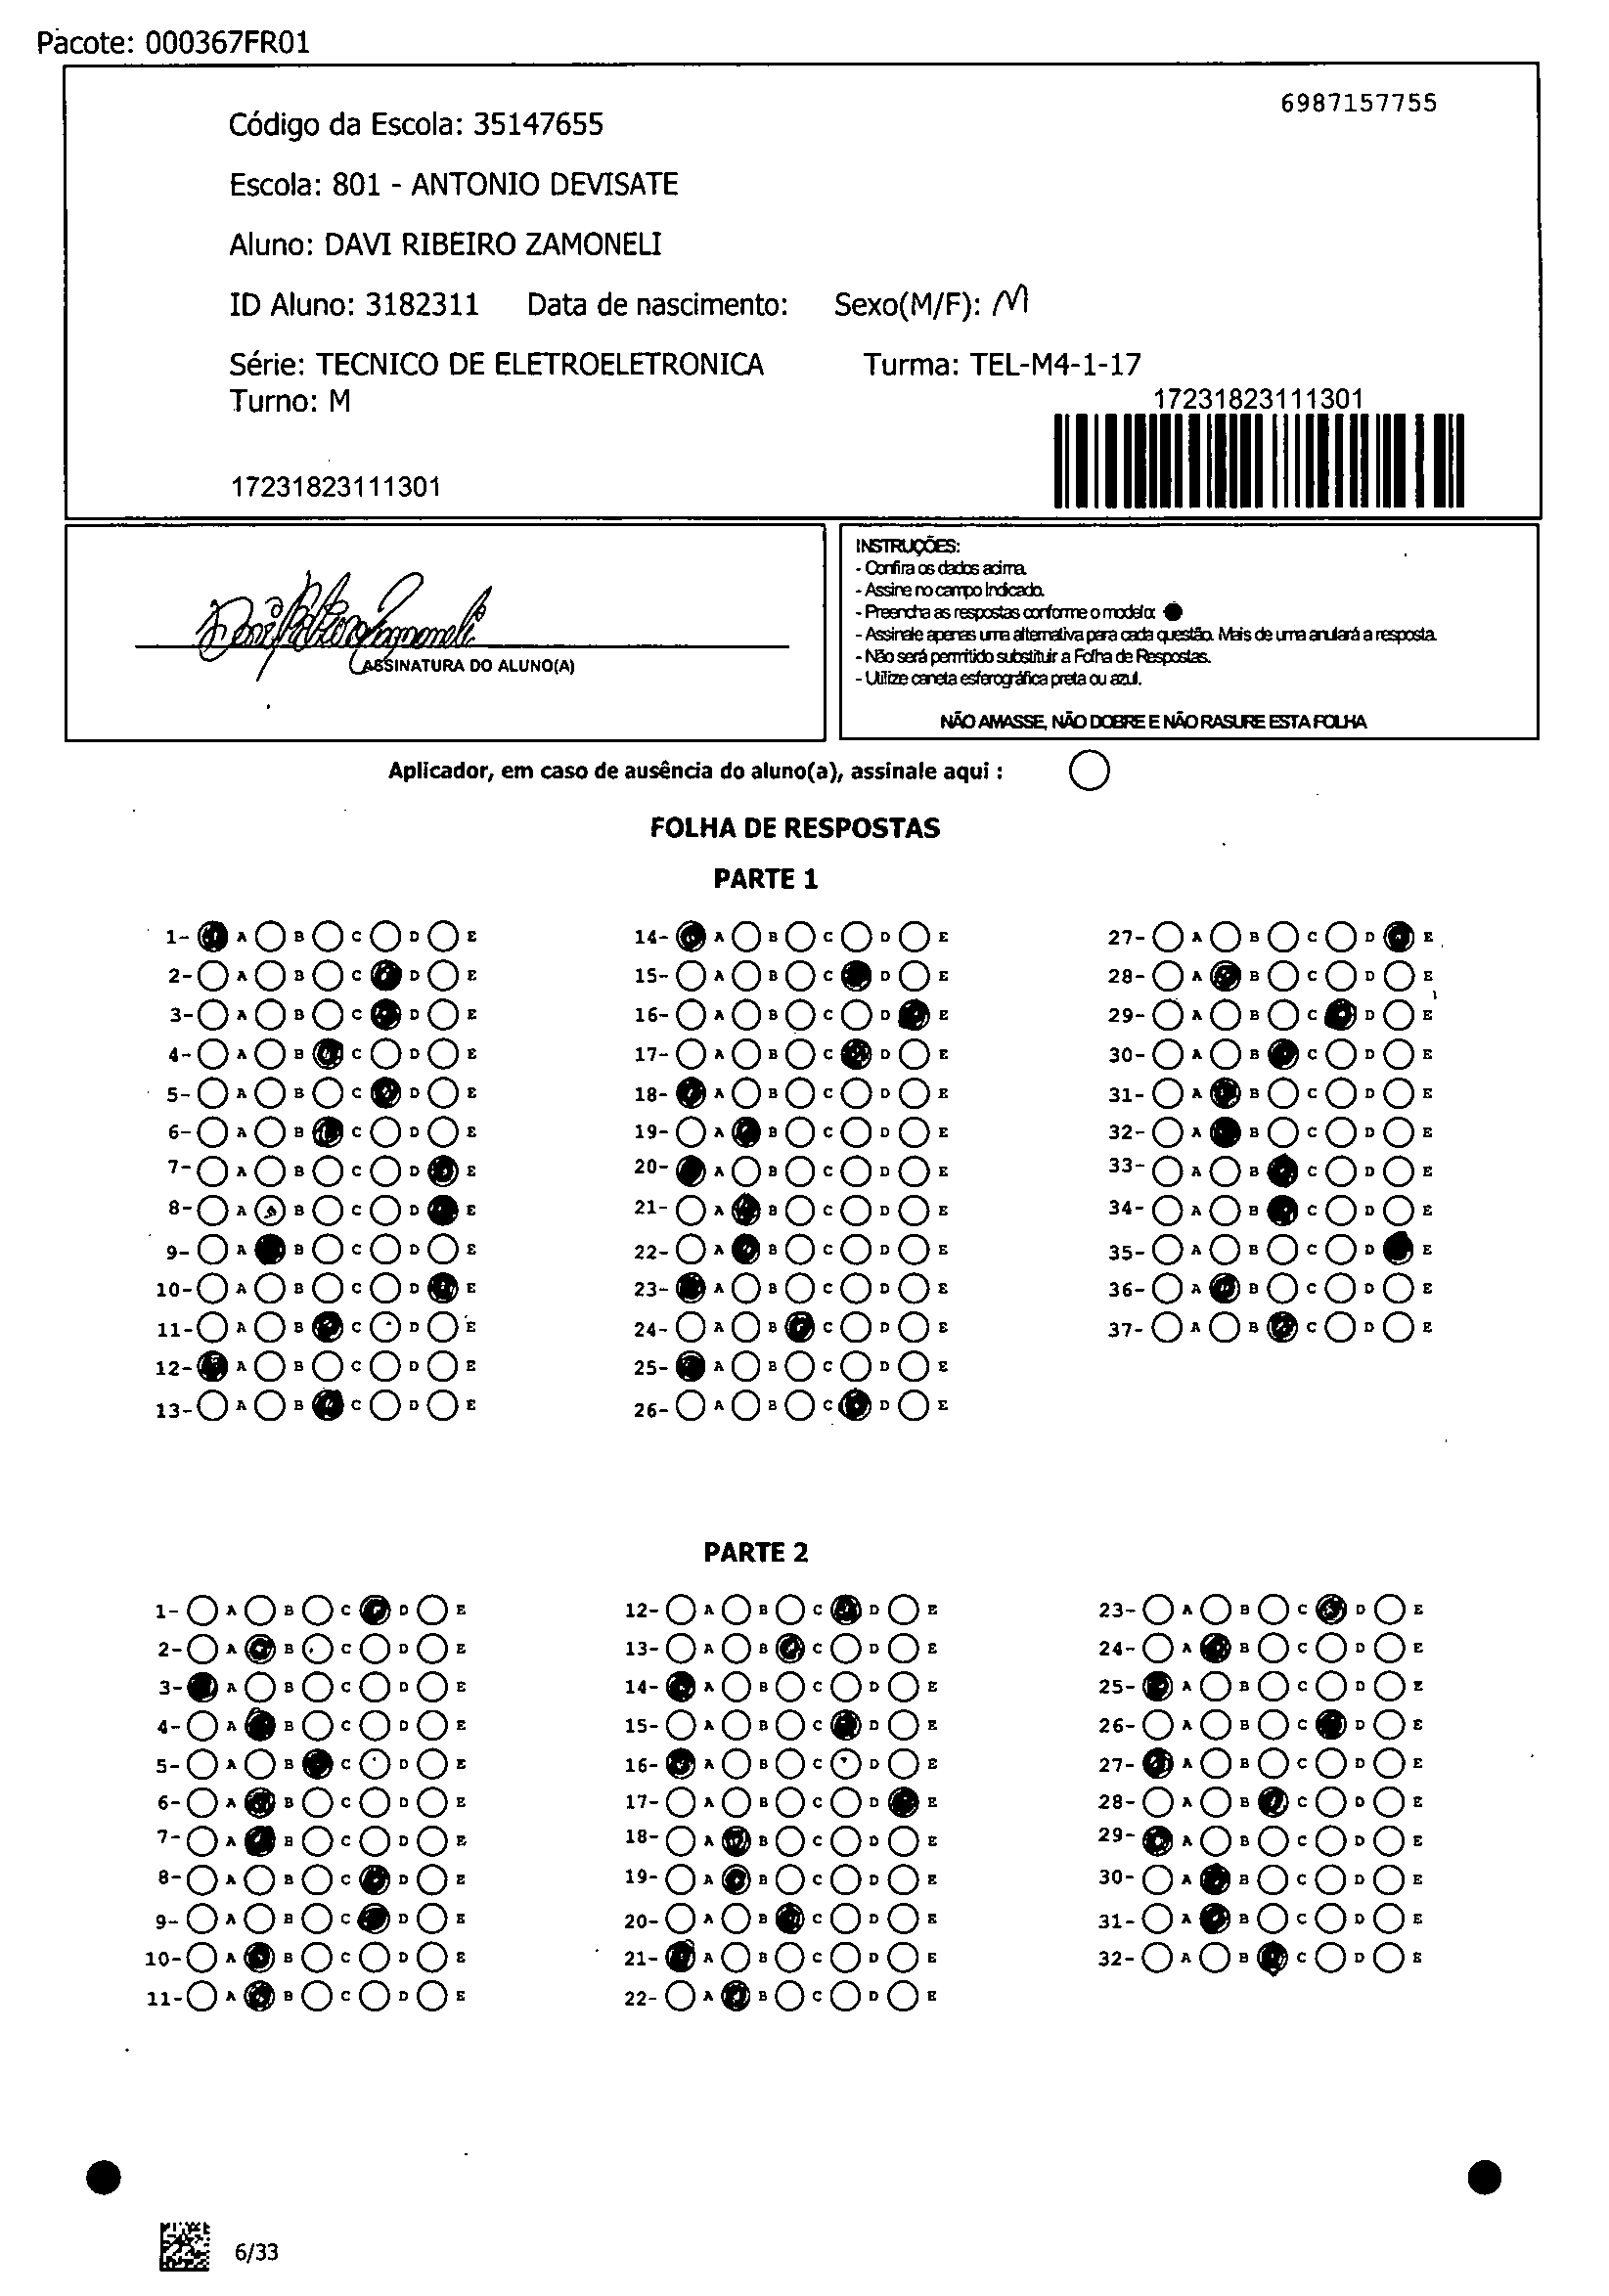 Pacote: 000367FR01
6987157755
Código da Escola: 35147655
Escola: 801 - ANTONIO DEVISATE
Aluno: DAVI RIBEIRO ZAMONELI
ID Aluno: 3182311 Data de nascimento: Sexo(M/F): M
Série: TECNICO DE ELETROELETRONICA Turma: TEL-M4-1-17
Turno: M
17231823111301
17231823111301
ASSINATURA DO ALUNO(A)
INSTRUÇÕES:
- Confira os dados acima.
- Assine no campo Indicado.
- Preencha as respostas conforme o modelo:
- Assinale apenas uma alternativa para cada questão. Mais de uma anulará a resposta.
- Não será permitido substituir a Folha de Respostas.
- Utilize caneta esferográfica preta ou azul.
NÃO AMASSE, NÃO DOBRE E NÃO RASURE ESTA FOLHA
Aplicador, em caso de ausência do aluno(a), assinale aqui :
FOLHA DE RESPOSTAS
PARTE 1
1- A B C D E 14- A B C D E 27- A B C D E
2- A B C D E 15- A B C D E 28- A B C D E
3- A B C D E 16- A B C D E 29- A B C D E
4- A B C D E 17- A B C D E 30- A B C D E
5- A B C D E 18- A B C D E 31- A B C D E
6- A B C D E 19- A B C D E 32- A B C D E
7- A B C D E 20- A B C D E 33- A B C D E
8- A B C D E 21- A B C D E 34- A B C D E
9- A B C D E 22- A B C D E 35- A B C D E
10- A B C D E 23- A B C D E 36- A B C D E
11- A B C D E 24- A B C D E 37- A B C D E
12- A B C D E 25- A B C D E
13- A B C D E 26- A B C D E
PARTE 2
1- A B C D E 12- A B C D E 23- A B C D E
2- A B C D E 13- A B C D E 24- A B C D E
3- A B C D E 14- A B C D E 25- A B C D E
4- A B C D E 15- A B C D E 26- A B C D E
5- A B C D E 16- A B C D E 27- A B C D E
6- A B C D E 17- A B C D E 28- A B C D E
7- A B C D E 18- A B C D E 29- A B C D E
8- A B C D E 19- A B C D E 30- A B C D E
9- A B C D E 20- A B C D E 31- A B C D E
10- A B C D E 21- A B C D E 32- A B C D E
11- A B C D E 22- A B C D E
6/33